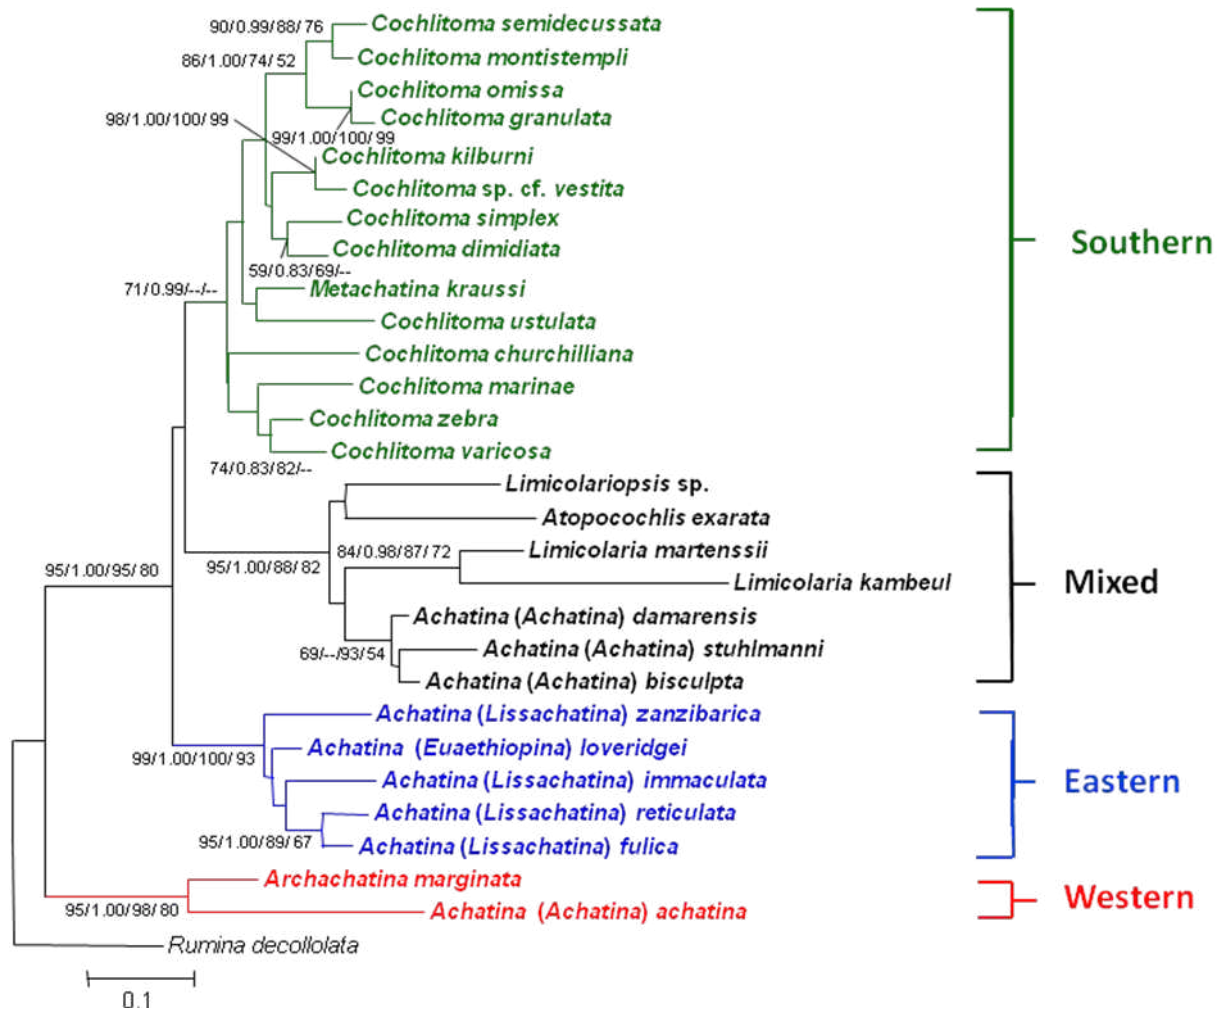 90/0.99/88/76
Cochlitoma semidecussata
86/1.00/74/52
Cochlitoma montistempli
Cochlitoma omissa
98/1.00/100/99
Cochlitoma granulata
99/1.00/100/99
Cochlitoma kilburni
Cochlitoma sp. cf. vestita
Cochlitoma simplex
Southern
Cochlitoma dimidiata
59/0.83/69/--
71/0.99/--/--
Metachatina kraussi
Cochlitoma ustulata
Cochlitoma churchilliana
Cochlitoma marinae
Cochlitoma zebra
Cochlitoma varicosa
74/0.83/82/--
Limicolariopsis sp.
Atopocochlis exarata
84/0.98/87/72
Limicolaria martenssii
95/1.00/88/82
95/1.00/95/80
Limicolaria kambeul
Mixed
Achatina (Achatina) damarensis
69/--/93/54
Achatina (Achatina) stuhlmanni
Achatina (Achatina) bisculpta
Achatina (Lissachatina) zanzibarica
Achatina (Euaethiopina) loveridgei
99/1.00/100/93
Achatina (Lissachatina) immaculata
Eastern
Achatina (Lissachatina) reticulata
95/1.00/89/67
Achatina (Lissachatina) fulica
Archachatina marginata
Western
95/1.00/98/80
Achatina (Achatina) achatina
Rumina decollolata
0.1